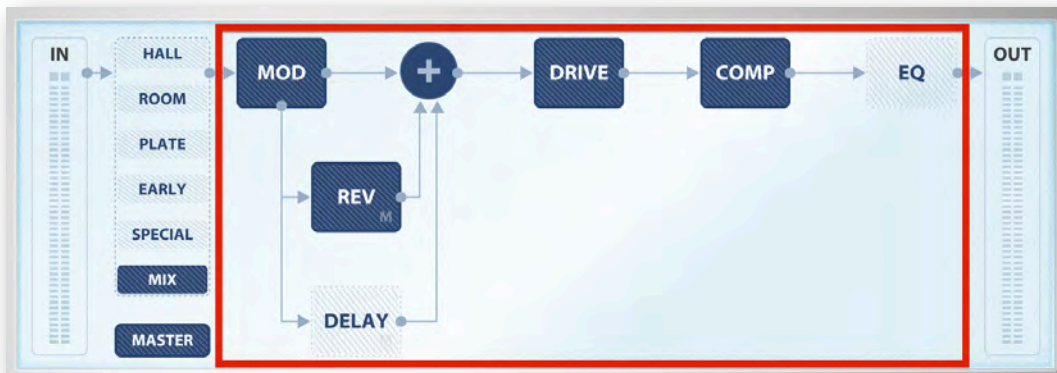 IN
HALL
ROOM
PLATE
EARLY
SPECIAL
MIX
MASTER
MOD
+
DRIVE
COMP
EQ
REV
M
DELAY
M
OUT